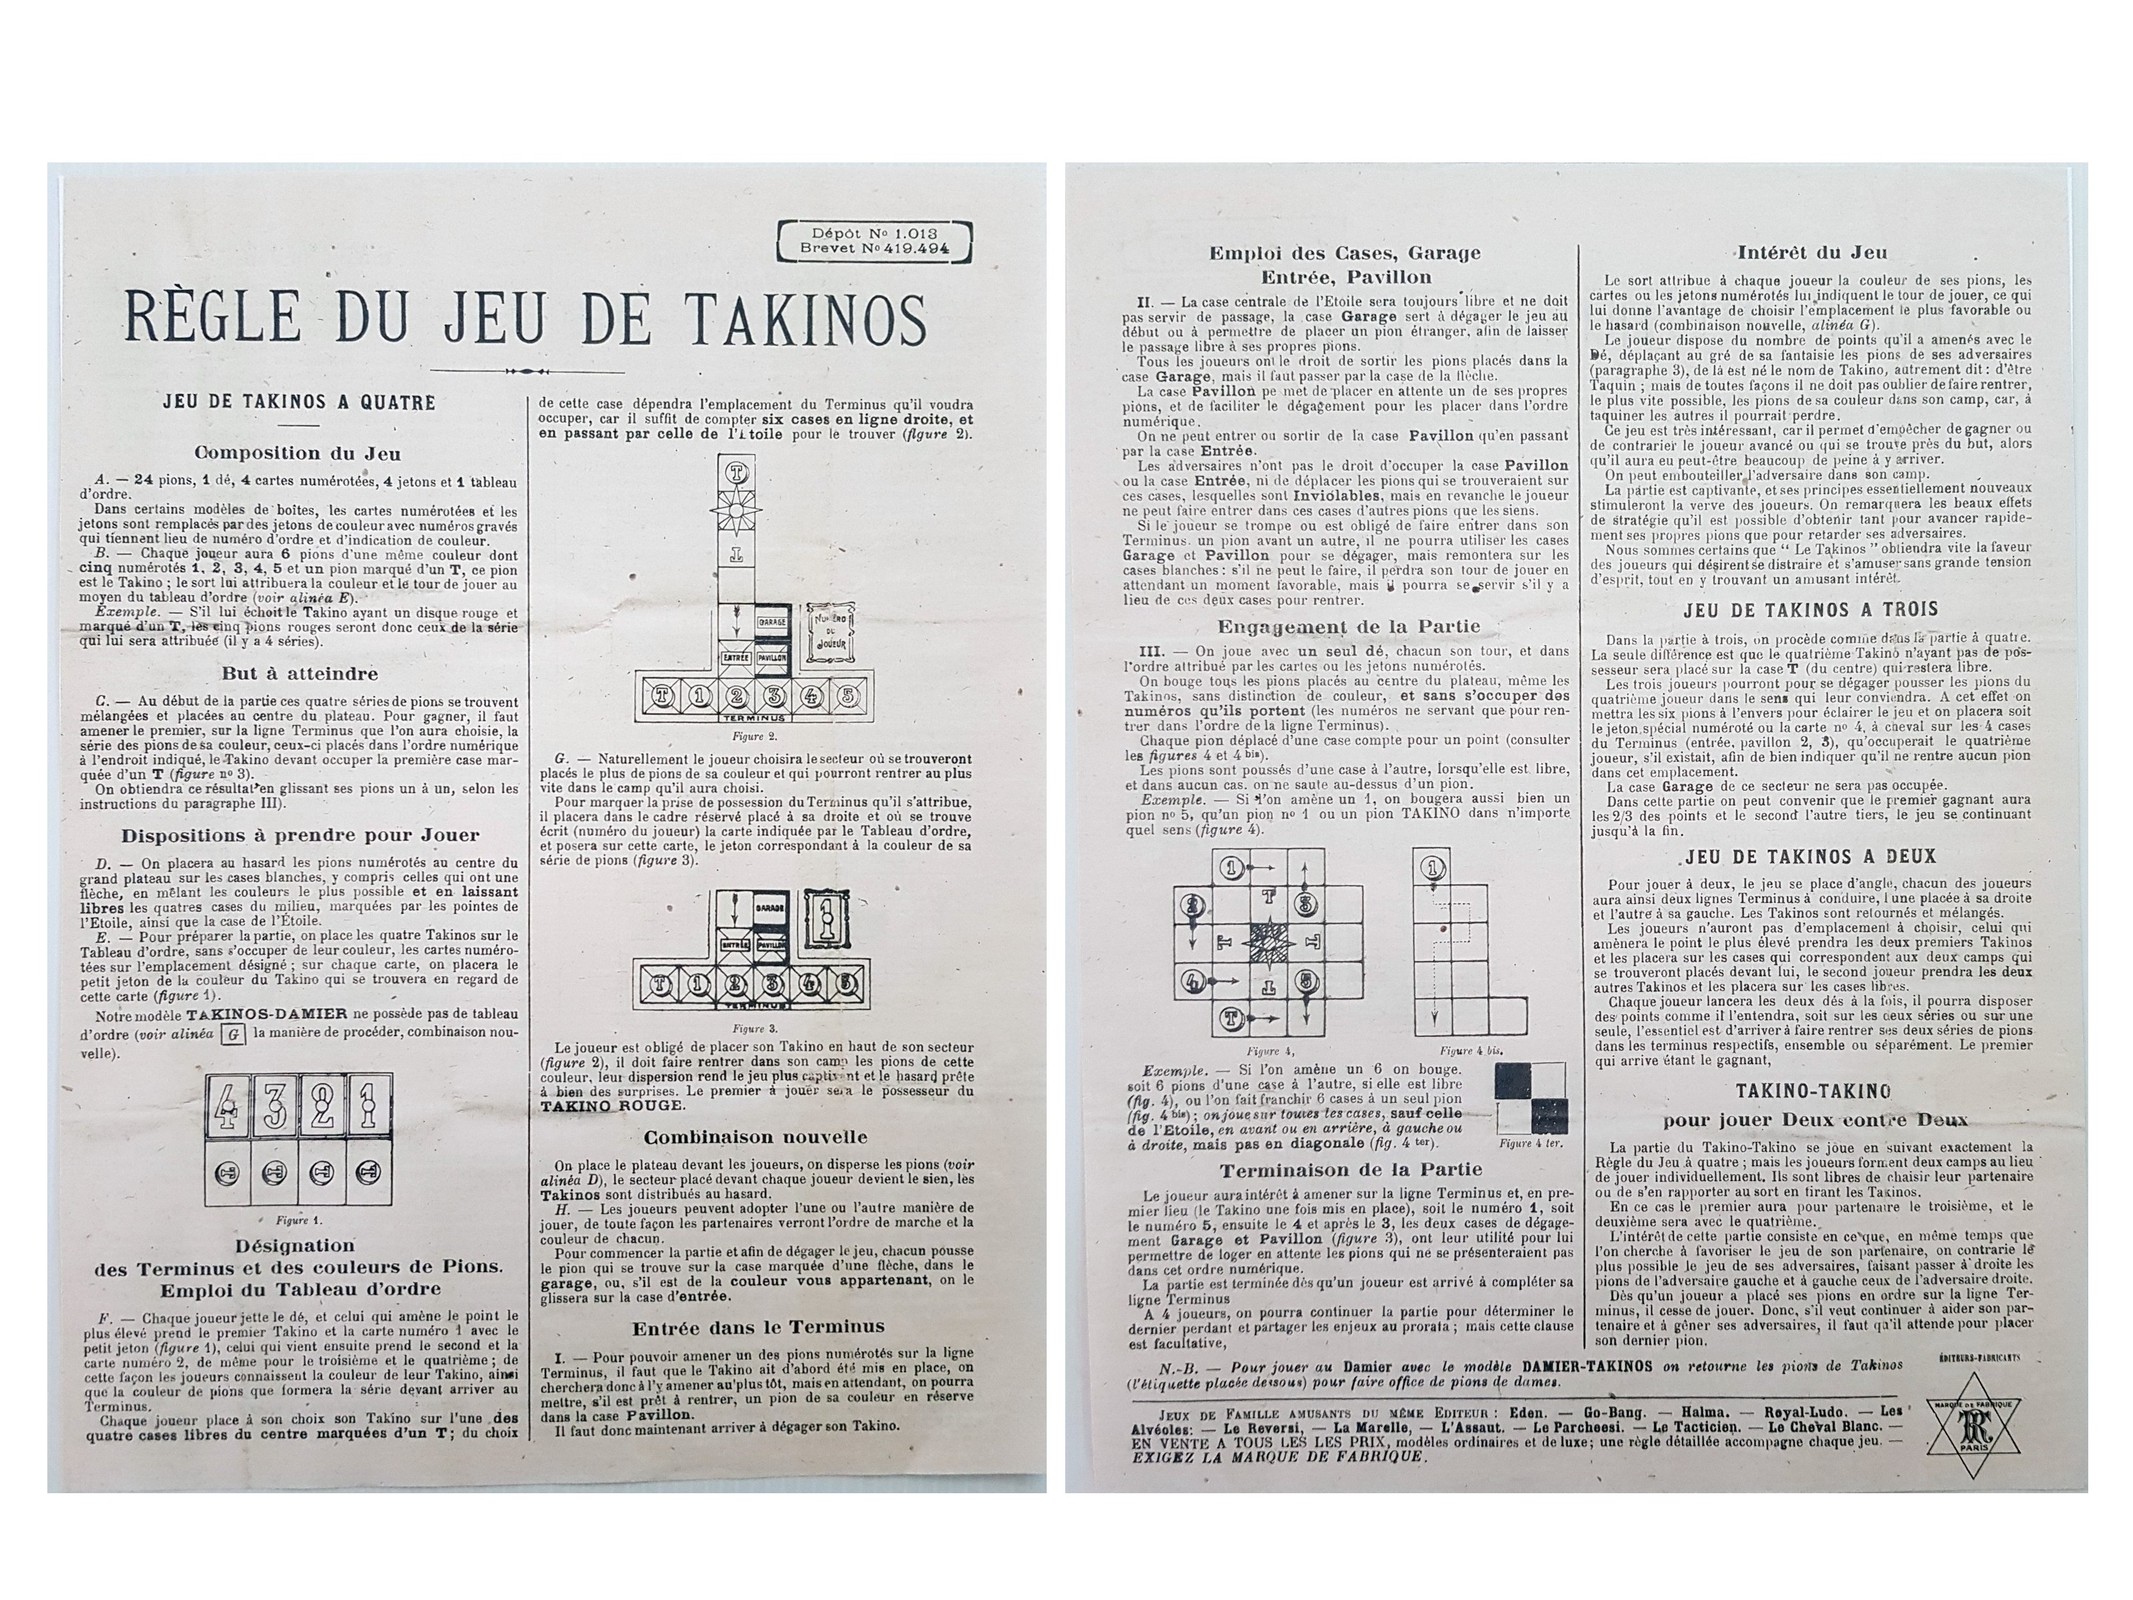 Dépôt No 1.013
Brevet No 419.494
RÈGLE DU JEU DE TAKINOS
JEU DE TAKINOS A QUATRE
Composition du Jeu
A. — 24 pions, 1 dé, 4 cartes numérotées, 4 jetons et 1 tableau
d'ordre.
Dans certains modèles de boîtes, les cartes numérotées et les
jetons sont remplacés par des jetons de couleur avec numéros gravés
qui tiennent lieu de numéro d'ordre et d'indication de couleur.
B. — Chaque joueur aura 6 pions d'une même couleur dont
cinq numérotés 1, 2, 3, 4, 5 et un pion marqué d'un T, ce pion
est le Takino ; le sort lui attribuera la couleur et le tour de jouer au
moyen du tableau d'ordre (voir alinéa E).
Exemple. — S'il lui échoit le Takino ayant un disque rouge et
marqué d'un T, les cinq pions rouges seront donc ceux de la série
qui lui sera attribuée (il y a 4 séries).
But à atteindre
C. — Au début de la partie ces quatre séries de pions se trouvent
mélangées et placées au centre du plateau. Pour gagner, il faut
amener le premier, sur la ligne Terminus que l'on aura choisie, la
série des pions de sa couleur, ceux-ci placés dans l'ordre numérique
à l'endroit indiqué, le Takino devant occuper la première case mar-
quée d'un T (figure no 3).
On obtiendra ce résultat en glissant ses pions un à un, selon les
instructions du paragraphe III).
Dispositions à prendre pour Jouer
D. — On placera au hasard les pions numérotés au centre du
grand plateau sur les cases blanches, y compris celles qui ont une
flèche, en mêlant les couleurs le plus possible et en laissant
libres les quatres cases du milieu, marquées par les pointes de
l'Etoile, ainsi que la case de l'Étoile.
E. — Pour préparer la partie, on place les quatre Takinos sur le
Tableau d'ordre, sans s'occuper de leur couleur, les cartes numéro-
tées sur l'emplacement désigné ; sur chaque carte, on placera le
petit jeton de la couleur du Takino qui se trouvera en regard de
cette carte (figure 1).
Notre modèle TAKINOS-DAMIER ne possède pas de tableau
d'ordre (voir alinéa G la manière de procéder, combinaison nou-
velle).
4 3 2 1
T T T T
Figure 1.
Désignation
des Terminus et des couleurs de Pions.
Emploi du Tableau d'ordre
F. — Chaque joueur jette le dé, et celui qui amène le point le
plus élevé prend le premier Takino et la carte numéro 1 avec le
petit jeton (figure 1), celui qui vient ensuite prend le second et la
carte numéro 2, de même pour le troisième et le quatrième ; de
cette façon les joueurs connaissent la couleur de leur Takino, ainsi
que la couleur de pions que formera la série devant arriver au
Terminus.
Chaque joueur place à son choix son Takino sur l'une des
quatre cases libres du centre marquées d'un T; du choix
de cette case dépendra l'emplacement du Terminus qu'il voudra
occuper, car il suffit de compter six cases en ligne droite, et
en passant par celle de l'Etoile pour le trouver (figure 2).
T
T
GARAGE
NUMÉRO
DU
JOUEUR
ENTRÉE PAVILLON
T 1 2 3 4 5
TERMINUS
Figure 2.
G. — Naturellement le joueur choisira le secteur où se trouveront
placés le plus de pions de sa couleur et qui pourront rentrer au plus
vite dans le camp qu'il aura choisi.
Pour marquer la prise de possession du Terminus qu'il s'attribue,
il placera dans le cadre réservé placé à sa droite et où se trouve
écrit (numéro du joueur) la carte indiquée par le Tableau d'ordre,
et posera sur cette carte, le jeton correspondant à la couleur de sa
série de pions (figure 3).
GARAGE
1
ENTRÉE PAVILLON
T 1 2 3 4 5
TERMINUS
Figure 3.
Le joueur est obligé de placer son Takino en haut de son secteur
(figure 2), il doit faire rentrer dans son camp les pions de cette
couleur, leur dispersion rend le jeu plus captivant et le hasard prête
à bien des surprises. Le premier à jouer sera le possesseur du
TAKINO ROUGE.
Combinaison nouvelle
On place le plateau devant les joueurs, on disperse les pions (voir
alinéa D), le secteur placé devant chaque joueur devient le sien, les
Takinos sont distribués au hasard.
H. — Les joueurs peuvent adopter l'une ou l'autre manière de
jouer, de toute façon les partenaires verront l'ordre de marche et la
couleur de chacun.
Pour commencer la partie et afin de dégager le jeu, chacun pousse
le pion qui se trouve sur la case marquée d'une flèche, dans le
garage, ou, s'il est de la couleur vous appartenant, on le
glissera sur la case d'entrée.
Entrée dans le Terminus
I. — Pour pouvoir amener un des pions numérotés sur la ligne
Terminus, il faut que le Takino ait d'abord été mis en place, on
cherchera donc à l'y amener au plus tôt, mais en attendant, on pourra
mettre, s'il est prêt à rentrer, un pion de sa couleur en réserve
dans la case Pavillon.
Il faut donc maintenant arriver à dégager son Takino.
Emploi des Cases, Garage
Entrée, Pavillon
II. — La case centrale de l'Etoile sera toujours libre et ne doit
pas servir de passage, la case Garage sert à dégager le jeu au
début ou à permettre de placer un pion étranger, afin de laisser
le passage libre à ses propres pions.
Tous les joueurs ont le droit de sortir les pions placés dans la
case Garage, mais il faut passer par la case de la flèche.
La case Pavillon permet de placer en attente un de ses propres
pions, et de faciliter le dégagement pour les placer dans l'ordre
numérique.
On ne peut entrer ou sortir de la case Pavillon qu'en passant
par la case Entrée.
Les adversaires n'ont pas le droit d'occuper la case Pavillon
ou la case Entrée, ni de déplacer les pions qui se trouveraient sur
ces cases, lesquelles sont Inviolables, mais en revanche le joueur
ne peut faire entrer dans ces cases d'autres pions que les siens.
Si le joueur se trompe ou est obligé de faire entrer dans son
Terminus un pion avant un autre, il ne pourra utiliser les cases
Garage et Pavillon pour se dégager, mais remontera sur les
cases blanches : s'il ne peut le faire, il perdra son tour de jouer en
attendant un moment favorable, mais il pourra se servir s'il y a
lieu de ces deux cases pour rentrer.
Engagement de la Partie
III. — On joue avec un seul dé, chacun son tour, et dans
l'ordre attribué par les cartes ou les jetons numérotés.
On bouge tous les pions placés au centre du plateau, même les
Takinos, sans distinction de couleur, et sans s'occuper des
numéros qu'ils portent (les numéros ne servant que pour ren-
trer dans l'ordre de la ligne Terminus).
Chaque pion déplacé d'une case compte pour un point (consulter
les figures 4 et 4 bis).
Les pions sont poussés d'une case à l'autre, lorsqu'elle est libre,
et dans aucun cas. on ne saute au-dessus d'un pion.
Exemple. — Si l'on amène un 1, on bougera aussi bien un
pion no 5, qu'un pion no 1 ou un pion TAKINO dans n'importe
quel sens (figure 4).
1
2 T 3
T T
4 T 5
T
Figure 4,
1
Figure 4 bis.
Exemple. — Si l'on amène un 6 on bouge.
soit 6 pions d'une case à l'autre, si elle est libre
(fig. 4), ou l'on fait franchir 6 cases à un seul pion
(fig. 4 bis) ; on joue sur toutes les cases, sauf celle
de l'Etoile, en avant ou en arrière, à gauche ou
à droite, mais pas en diagonale (fig. 4 ter).
Figure 4 ter.
Terminaison de la Partie
Le joueur aura intérêt à amener sur la ligne Terminus et, en pre-
mier lieu (le Takino une fois mis en place), soit le numéro 1, soit
le numéro 5, ensuite le 4 et après le 3, les deux cases de dégage-
ment Garage et Pavillon (figure 3), ont leur utilité pour lui
permettre de loger en attente les pions qui ne se présenteraient pas
dans cet ordre numérique.
La partie est terminée dès qu'un joueur est arrivé à compléter sa
ligne Terminus
A 4 joueurs, on pourra continuer la partie pour déterminer le
dernier perdant et partager les enjeux au prorata ; mais cette clause
est facultative,
Intérêt du Jeu
Le sort attribue à chaque joueur la couleur de ses pions, les
cartes ou les jetons numérotés lui indiquent le tour de jouer, ce qui
lui donne l'avantage de choisir l'emplacement le plus favorable ou
le hasard (combinaison nouvelle, alinéa G).
Le joueur dispose du nombre de points qu'il a amenés avec le
Dé, déplaçant au gré de sa fantaisie les pions de ses adversaires
(paragraphe 3), de là est né le nom de Takino, autrement dit : d'être
Taquin ; mais de toutes façons il ne doit pas oublier de faire rentrer,
le plus vite possible, les pions de sa couleur dans son camp, car, à
taquiner les autres il pourrait perdre.
Ce jeu est très intéressant, car il permet d'empêcher de gagner ou
de contrarier le joueur avancé ou qui se trouve près du but, alors
qu'il aura eu peut-être beaucoup de peine à y arriver.
On peut embouteiller l'adversaire dans son camp.
La partie est captivante, et ses principes essentiellement nouveaux
stimuleront la verve des joueurs. On remarquera les beaux effets
de stratégie qu'il est possible d'obtenir tant pour avancer rapide-
ment ses propres pions que pour retarder ses adversaires.
Nous sommes certains que “ Le Takinos ” obtiendra vite la faveur
des joueurs qui désirent se distraire et s'amuser sans grande tension
d'esprit, tout en y trouvant un amusant intérêt.
JEU DE TAKINOS A TROIS
Dans la partie à trois, on procède comme dans la partie à quatre.
La seule différence est que le quatrième Takino n'ayant pas de pos-
sesseur sera placé sur la case T (du centre) qui restera libre.
Les trois joueurs pourront pour se dégager pousser les pions du
quatrième joueur dans le sens qui leur conviendra. A cet effet on
mettra les six pions à l'envers pour éclairer le jeu et on placera soit
le jeton spécial numéroté ou la carte no 4, à cheval sur les 4 cases
du Terminus (entrée, pavillon 2, 3), qu'occuperait le quatrième
joueur, s'il existait, afin de bien indiquer qu'il ne rentre aucun pion
dans cet emplacement.
La case Garage de ce secteur ne sera pas occupée.
Dans cette partie on peut convenir que le premier gagnant aura
les 2/3 des points et le second l'autre tiers, le jeu se continuant
jusqu'à la fin.
JEU DE TAKINOS A DEUX
Pour jouer à deux, le jeu se place d'angle, chacun des joueurs
aura ainsi deux lignes Terminus à conduire, l'une placée à sa droite
et l'autre à sa gauche. Les Takinos sont retournés et mélangés.
Les joueurs n'auront pas d'emplacement à choisir, celui qui
amènera le point le plus élevé prendra les deux premiers Takinos
et les placera sur les cases qui correspondent aux deux camps qui
se trouveront placés devant lui, le second joueur prendra les deux
autres Takinos et les placera sur les cases libres.
Chaque joueur lancera les deux dés à la fois, il pourra disposer
des points comme il l'entendra, soit sur les deux séries ou sur une
seule, l'essentiel est d'arriver à faire rentrer ses deux séries de pions
dans les terminus respectifs, ensemble ou séparément. Le premier
qui arrive étant le gagnant,
TAKINO-TAKINO
pour jouer Deux contre Deux
La partie du Takino-Takino se joue en suivant exactement la
Règle du Jeu à quatre ; mais les joueurs forment deux camps au lieu
de jouer individuellement. Ils sont libres de choisir leur partenaire
ou de s'en rapporter au sort en tirant les Takinos.
En ce cas le premier aura pour partenaire le troisième, et le
deuxième sera avec le quatrième.
L'intérêt de cette partie consiste en ce que, en même temps que
l'on cherche à favoriser le jeu de son partenaire, on contrarie le
plus possible le jeu de ses adversaires, faisant passer à droite les
pions de l'adversaire gauche et à gauche ceux de l'adversaire droite.
Dès qu'un joueur a placé ses pions en ordre sur la ligne Ter-
minus, il cesse de jouer. Donc, s'il veut continuer à aider son par-
tenaire et à gêner ses adversaires, il faut qu'il attende pour placer
son dernier pion.
N.-B. — Pour jouer au Damier avec le modèle DAMIER-TAKINOS on retourne les pions de Takinos
(l'étiquette placée dessous) pour faire office de pions de dames.
JEUX DE FAMILLE AMUSANTS DU MÊME EDITEUR : Eden. — Go-Bang. — Halma. — Royal-Ludo. — Les
Alvéoles: — Le Reversi, — La Marelle, — L'Assaut. — Le Parcheesi. — Le Tacticien. — Le Cheval Blanc. —
EN VENTE A TOUS LES LES PRIX, modèles ordinaires et de luxe; une règle détaillée accompagne chaque jeu. —
EXIGEZ LA MARQUE DE FABRIQUE.
ÉDITEURS-FABRICANTS
MARQUE DE FABRIQUE
PARIS